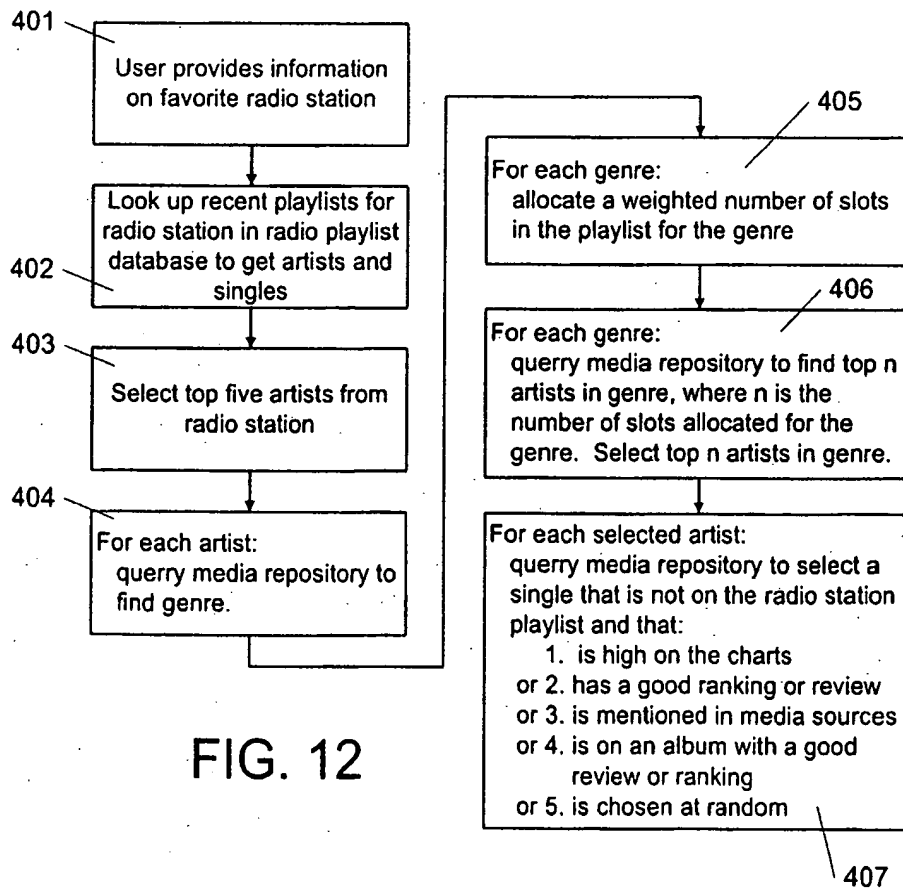 401
User provides information
on favorite radio station
Look up recent playlists for
radio station in radio playlist
database to get artists and
singles
402
403
Select top five artists from
radio station
404
For each artist:
querry media repository to
find genre.
405
For each genre:
allocate a weighted number of slots
in the playlist for the genre
406
For each genre:
querry media repository to find top n
artists in genre, where n is the
number of slots allocated for the
genre. Select top n artists in genre.
For each selected artist:
querry media repository to select a
single that is not on the radio station
playlist and that:
1. is high on the charts
or 2. has a good ranking or review
or 3. is mentioned in media sources
or 4. is on an album with a good
review or ranking
or 5. is chosen at random
407
FIG. 12